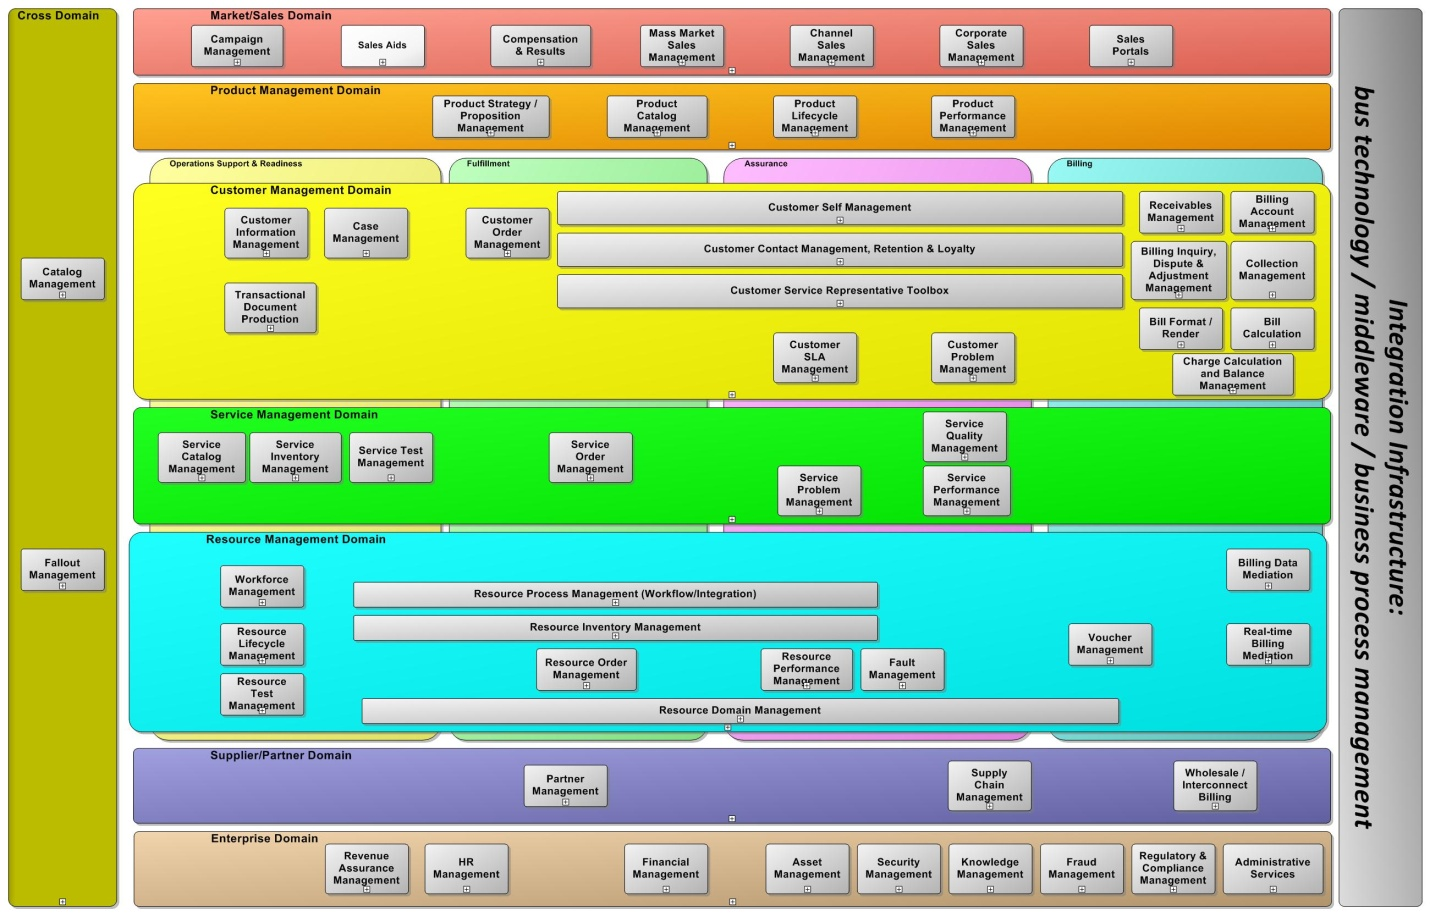 Cross Domain
Catalog
Management
Fallout
Management
Market/Sales Domain
Campaign
Management
Sales Aids
Compensation
& Results
Mass Market
Sales
Management
Channel
Sales
Management
Corporate
Sales
Management
Sales
Portals
Product Management Domain
Product Strategy /
Proposition
Management
Product
Catalog
Management
Product
Lifecycle
Management
Product
Performance
Management
Operations Support & Readiness
Fulfillment
Assurance
Billing
Customer Management Domain
Customer
Information
Management
Case
Management
Customer
Order
Management
Customer Self Management
Customer Contact Management, Retention & Loyalty
Customer Service Representative Toolbox
Receivables
Management
Billing
Account
Management
Billing Inquiry,
Dispute &
Adjustment
Management
Collection
Management
Transactional
Document
Production
Customer
SLA
Management
Customer
Problem
Management
Bill Format /
Render
Bill
Calculation
Charge Calculation
and Balance
Management
Service Management Domain
Service
Catalog
Management
Service
Inventory
Management
Service Test
Management
Service
Order
Management
Service
Quality
Management
Service
Problem
Management
Service
Performance
Management
Resource Management Domain
Workforce
Management
Resource Process Management (Workflow/Integration)
Billing Data
Mediation
Resource
Lifecycle
Management
Resource Inventory Management
Voucher
Management
Real-time
Billing
Mediation
Resource
Test
Management
Resource Order
Management
Resource
Performance
Management
Fault
Management
Resource Domain Management
Supplier/Partner Domain
Partner
Management
Supply
Chain
Management
Wholesale /
Interconnect
Billing
Enterprise Domain
Revenue
Assurance
Management
HR
Management
Financial
Management
Asset
Management
Security
Management
Knowledge
Management
Fraud
Management
Regulatory &
Compliance
Management
Administrative
Services
Integration Infrastructure:
bus technology / middleware / business process management